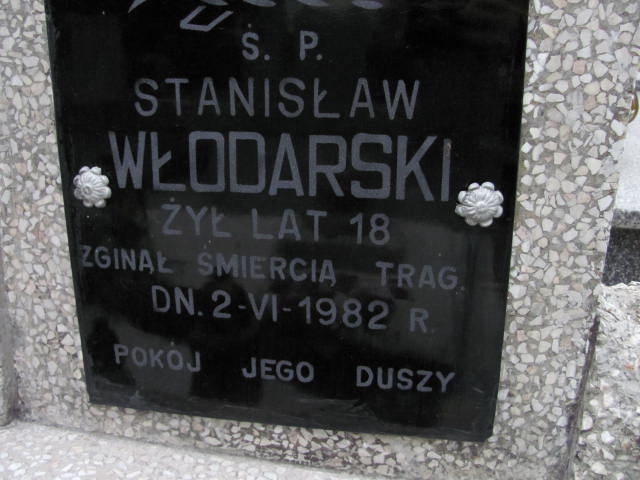 Ś. P.
STANISŁAW
WŁODARSKI
ŻYŁ LAT 18
ZGINĄŁ ŚMIERCIĄ TRAG.
DN. 2-VI-1982 R.
POKÓJ JEGO DUSZY